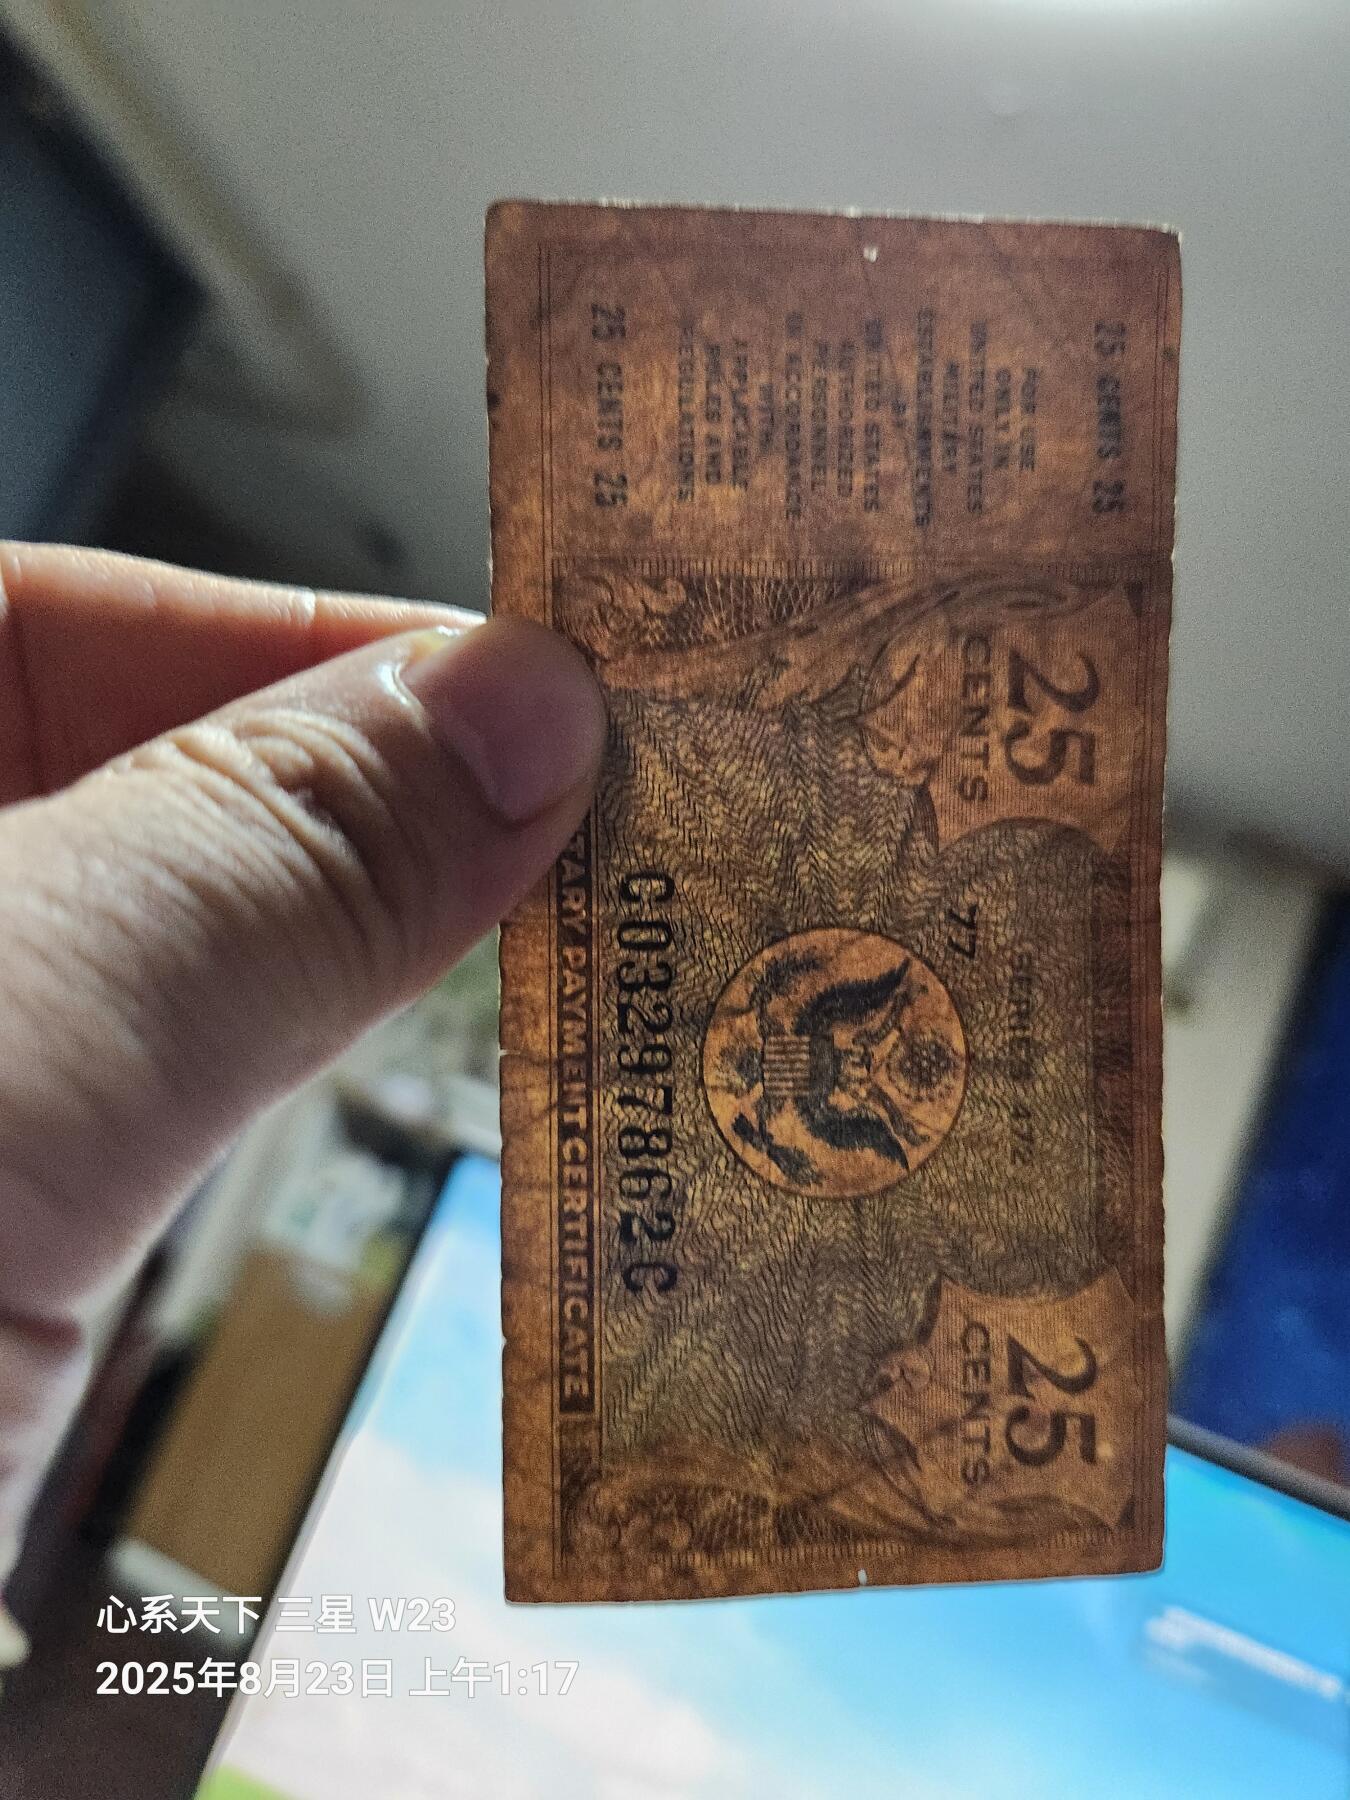 25 CENTS 25
FOR USE
ONLY IN
UNITED STATES
MILITARY
ESTABLISHMENTS
BY
UNITED STATES
AUTHORIZED
PERSONNEL
IN ACCORDANCE
WITH
APPLICABLE
RULES AND
REGULATIONS
25 CENTS 25
25
CENTS
25
CENTS
SERIES 472
77
C03297862C
TARY PAYMENT CERTIFICATE
心系天下 三星 W23
2025年8月23日 上午1:17